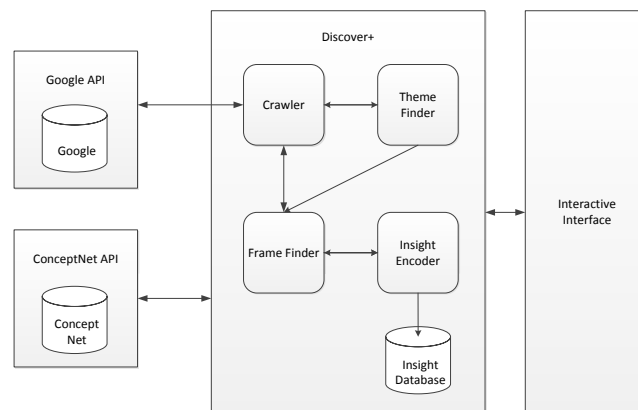 Discover+
Google API
Google
Crawler
Theme
Finder
Interactive
Interface
ConceptNet API
Concept
Net
Frame Finder
Insight
Encoder
Insight
Database